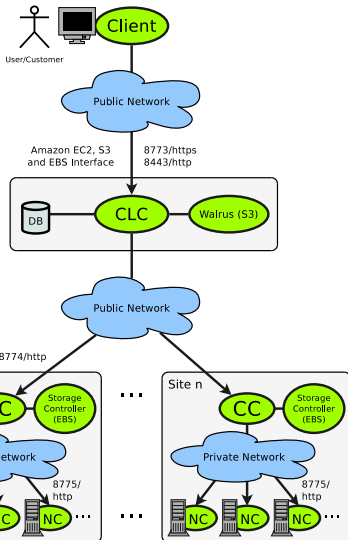 Client
User/Customer
Public Network
Amazon EC2, S3
and EBS Interface
8773/https
8443/http
DB
CLC
Walrus (S3)
Public Network
8774/http
C
Storage
Controller
(EBS)
...
Site n
CC
Storage
Controller
(EBS)
etwork
Private Network
8775/
http
8775/
http
C
NC
...
...
NC
NC
NC
...